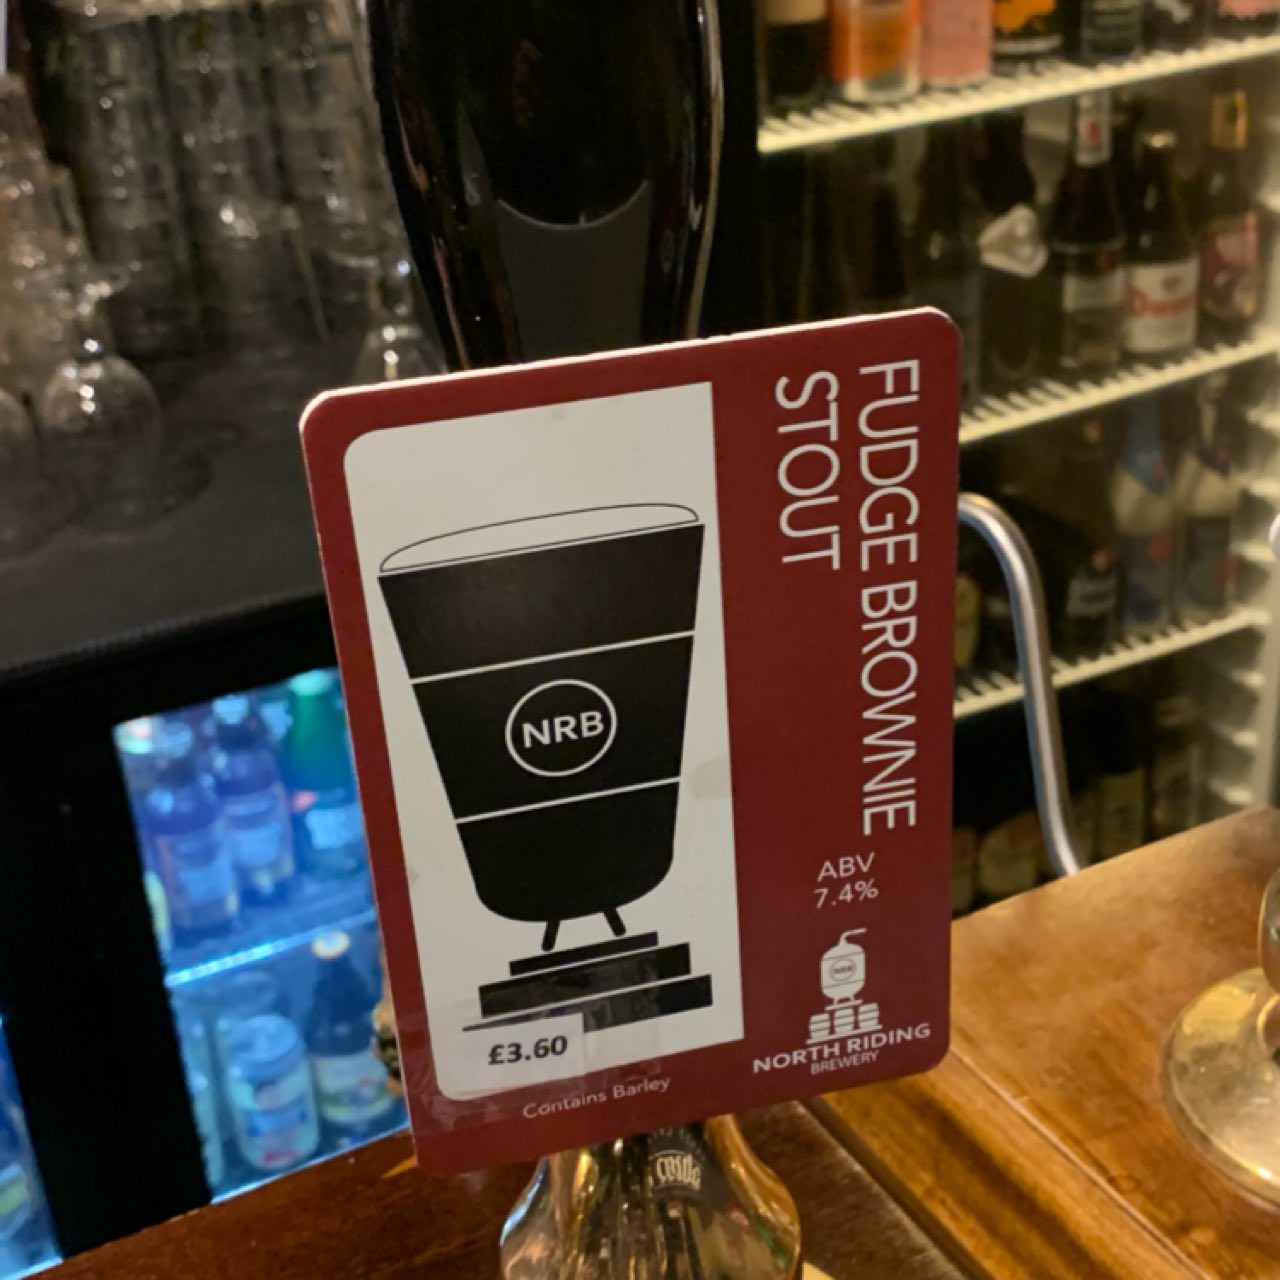 FUDGE BROWNIE
STOUT
NRB
ABV
7.4%
NRB
NORTH RIDING
BREWERY
£3.60
Contains Barley